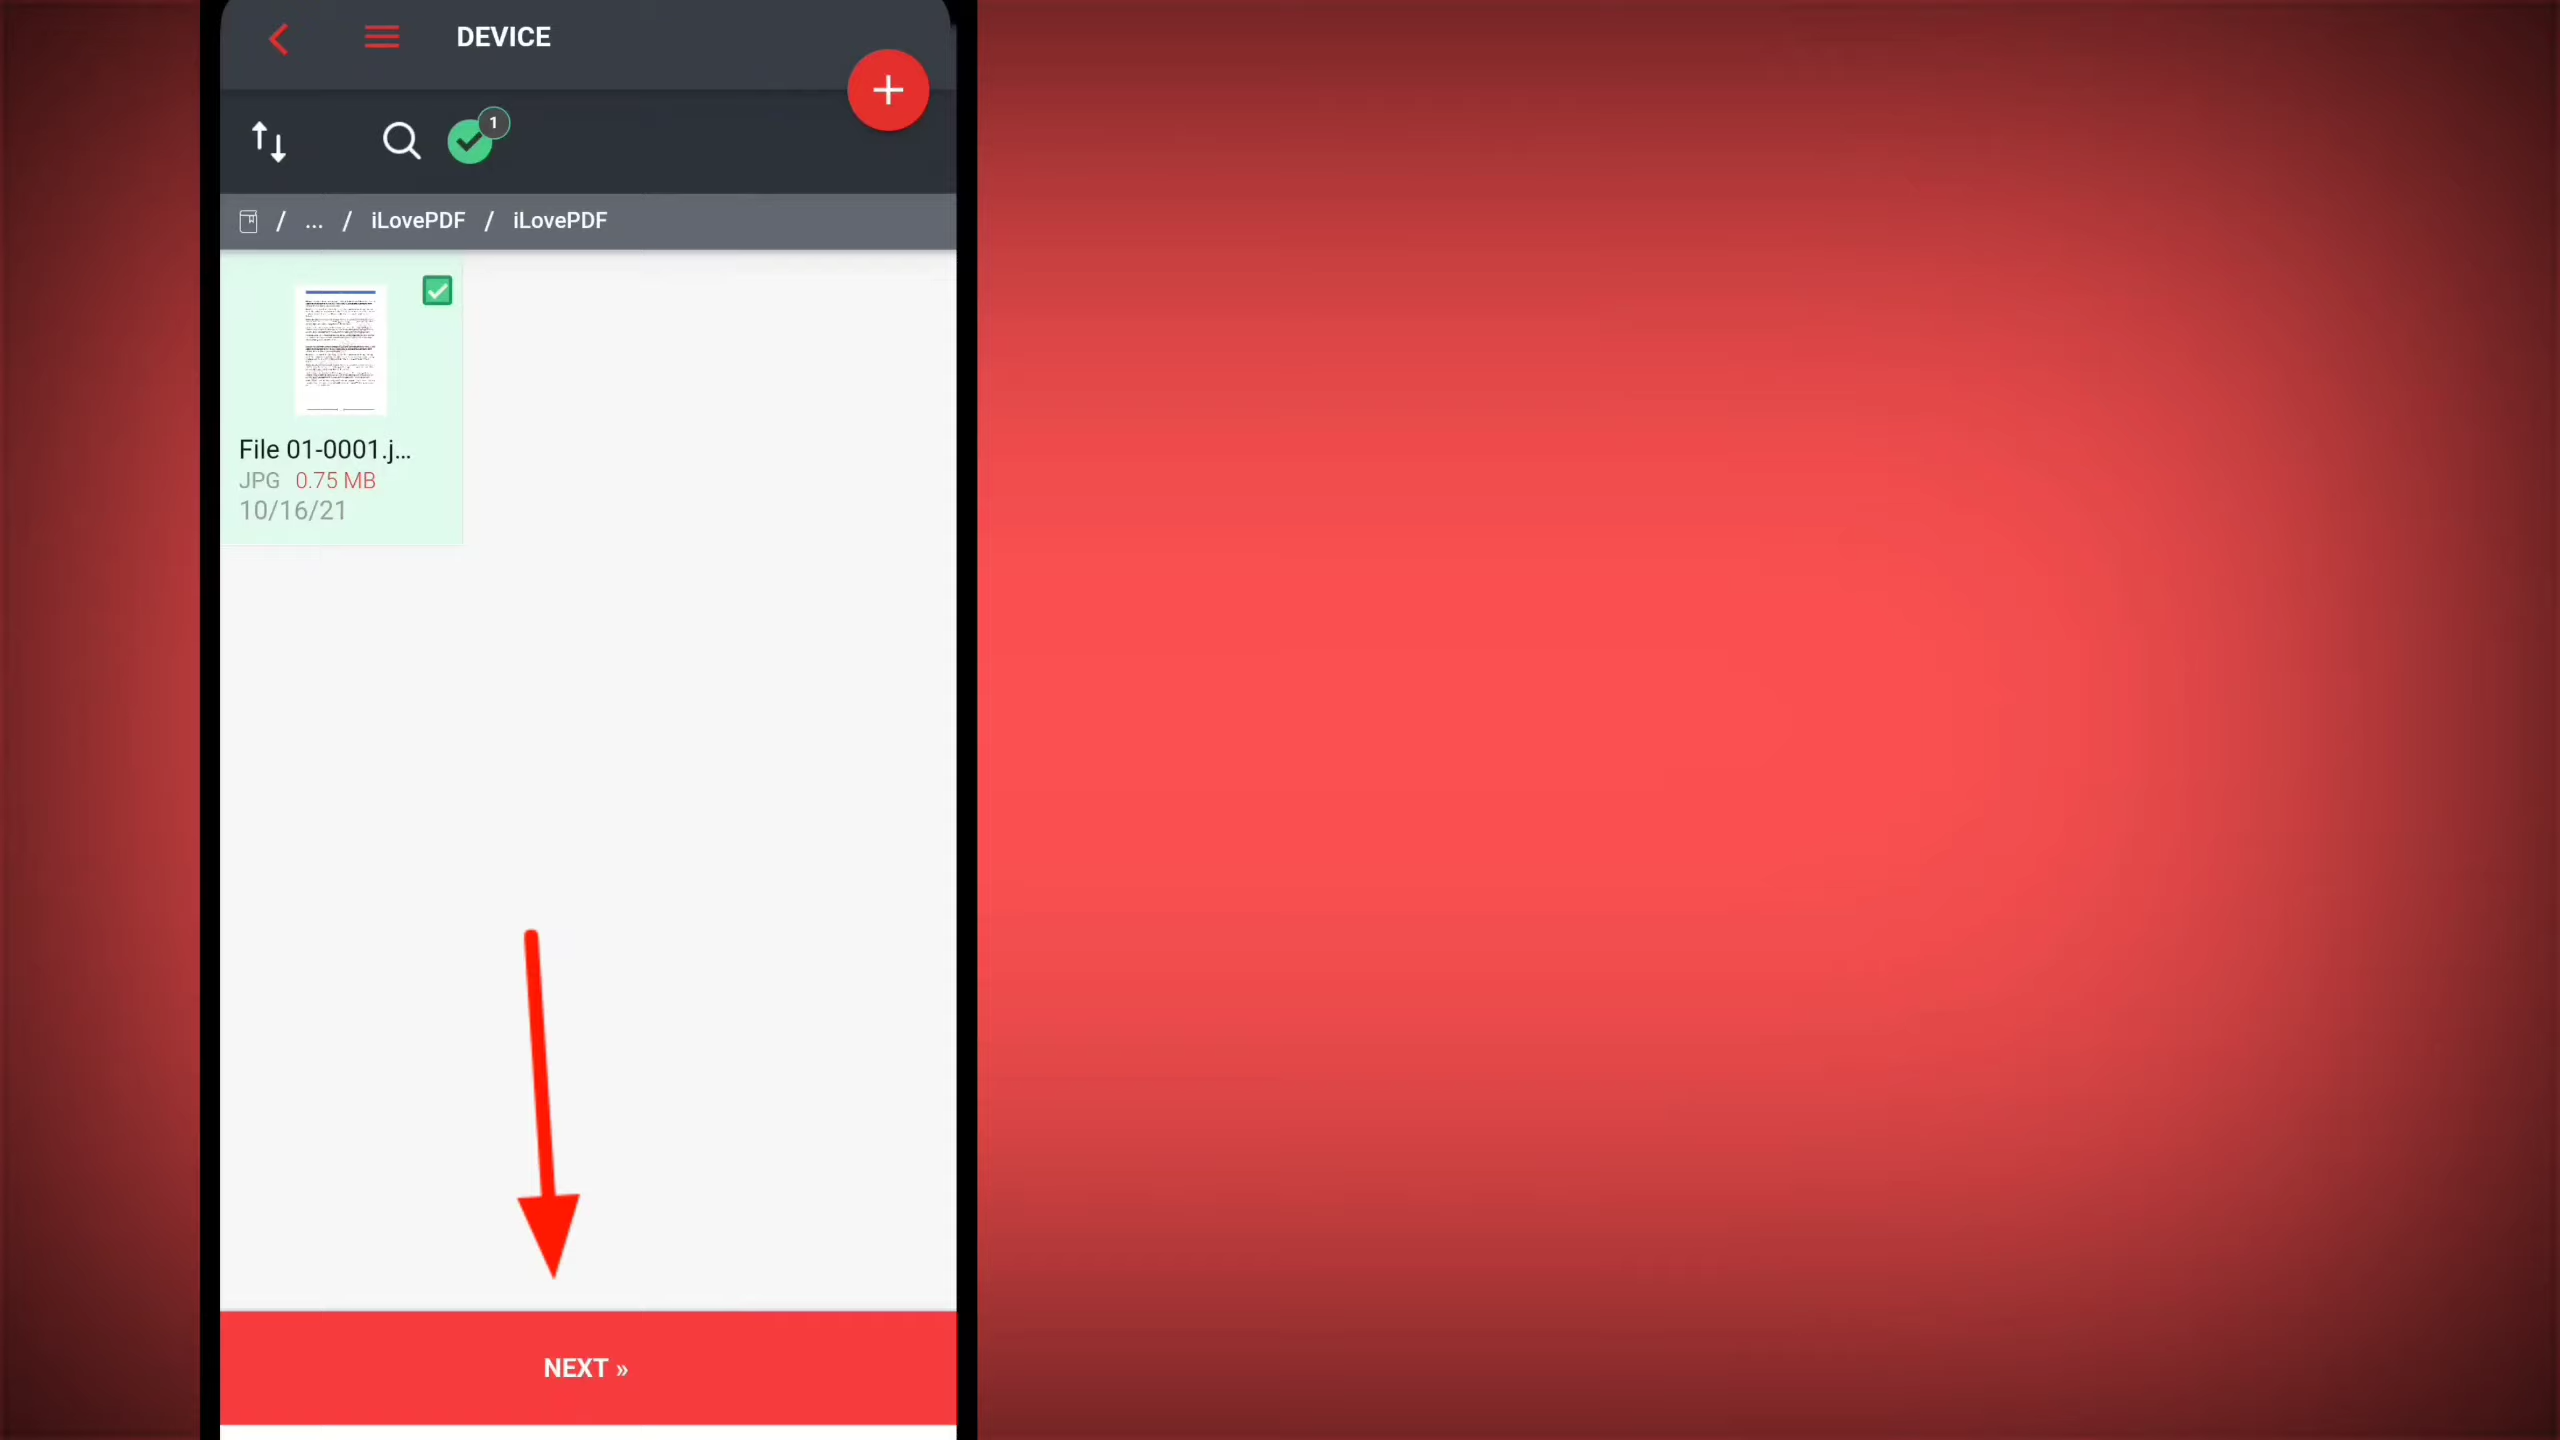 DEVICE
1
/ ... / iLovePDF / iLovePDF
File 01-0001.j...
JPG 0.75 MB
10/16/21
NEXT »